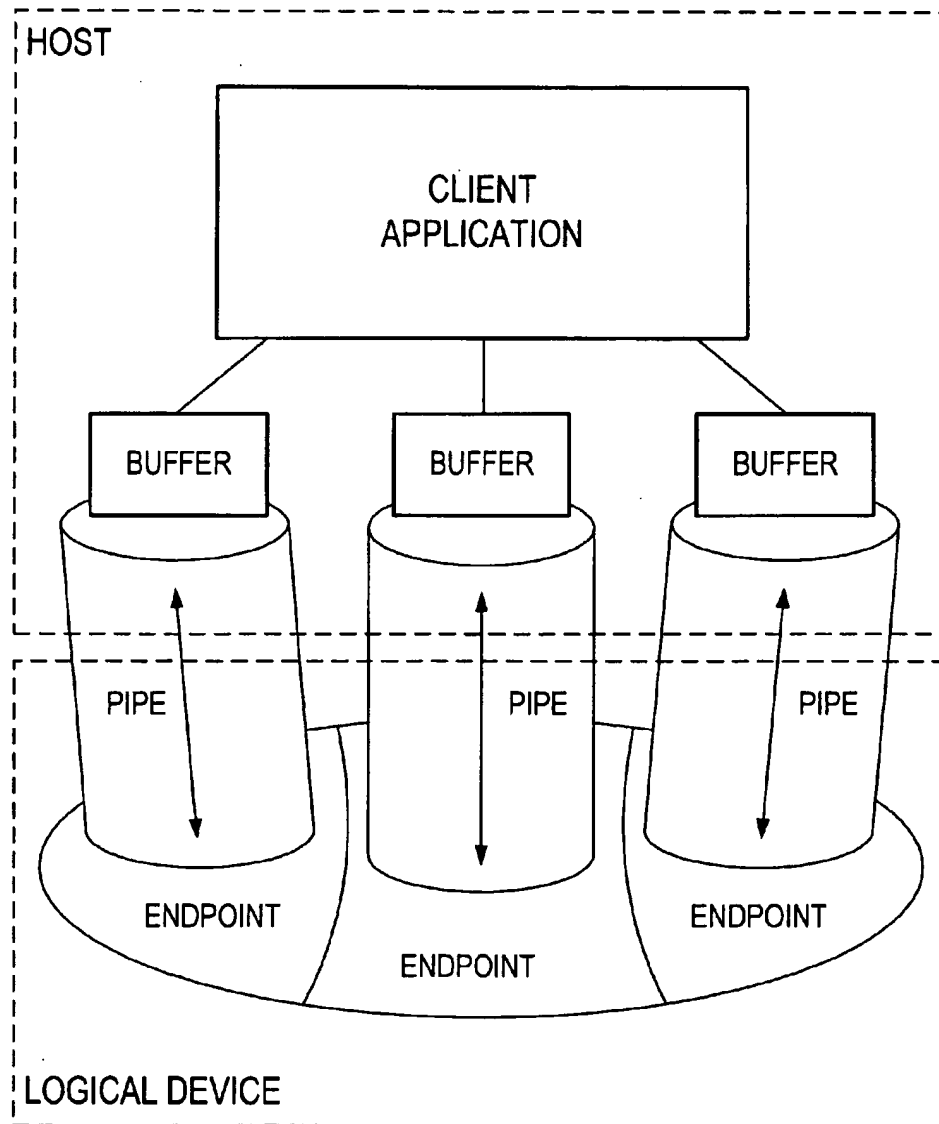 HOST
CLIENT
APPLICATION
BUFFER
BUFFER
BUFFER
PIPE
PIPE
PIPE
ENDPOINT
ENDPOINT
ENDPOINT
LOGICAL DEVICE